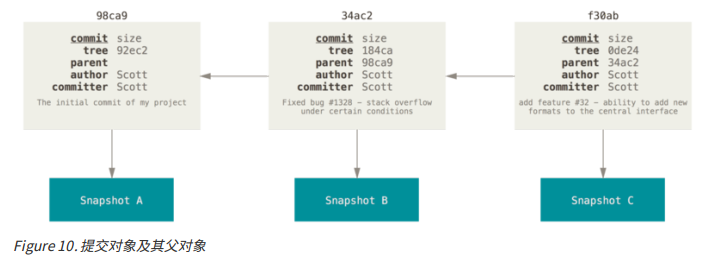 98ca9
commit size
tree 92ec2
parent
author Scott
committer Scott
The initial commit of my project
Snapshot A
34ac2
commit size
tree 184ca
parent 98ca9
author Scott
committer Scott
Fixed bug #1328 – stack overflow
under certain conditions
Snapshot B
f30ab
commit size
tree 0de24
parent 34ac2
author Scott
committer Scott
add feature #32 – ability to add new
formats to the central interface
Snapshot C
Figure 10. 提交对象及其父对象